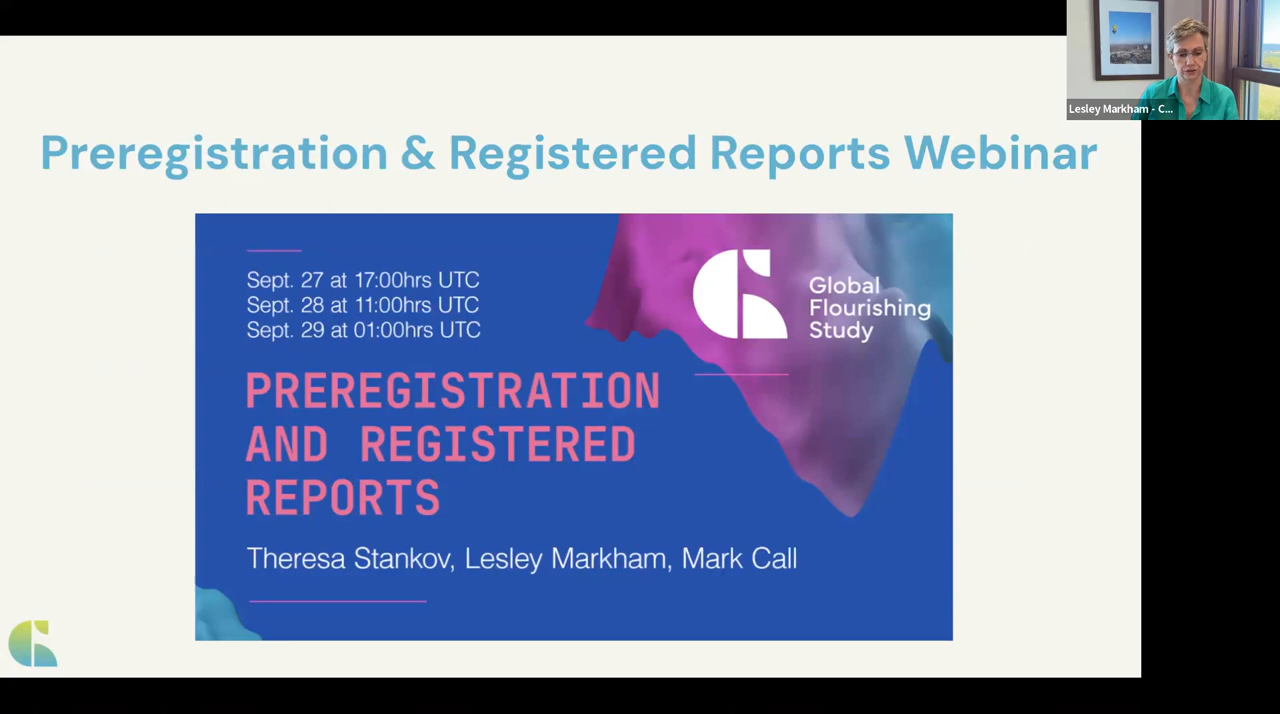 Lesley Markham - C...
Preregistration & Registered Reports Webinar
Sept. 27 at 17:00hrs UTC
Sept. 28 at 11:00hrs UTC
Sept. 29 at 01:00hrs UTC
Global
Flourishing
Study
PREREGISTRATION
AND REGISTERED
REPORTS
Theresa Stankov, Lesley Markham, Mark Call